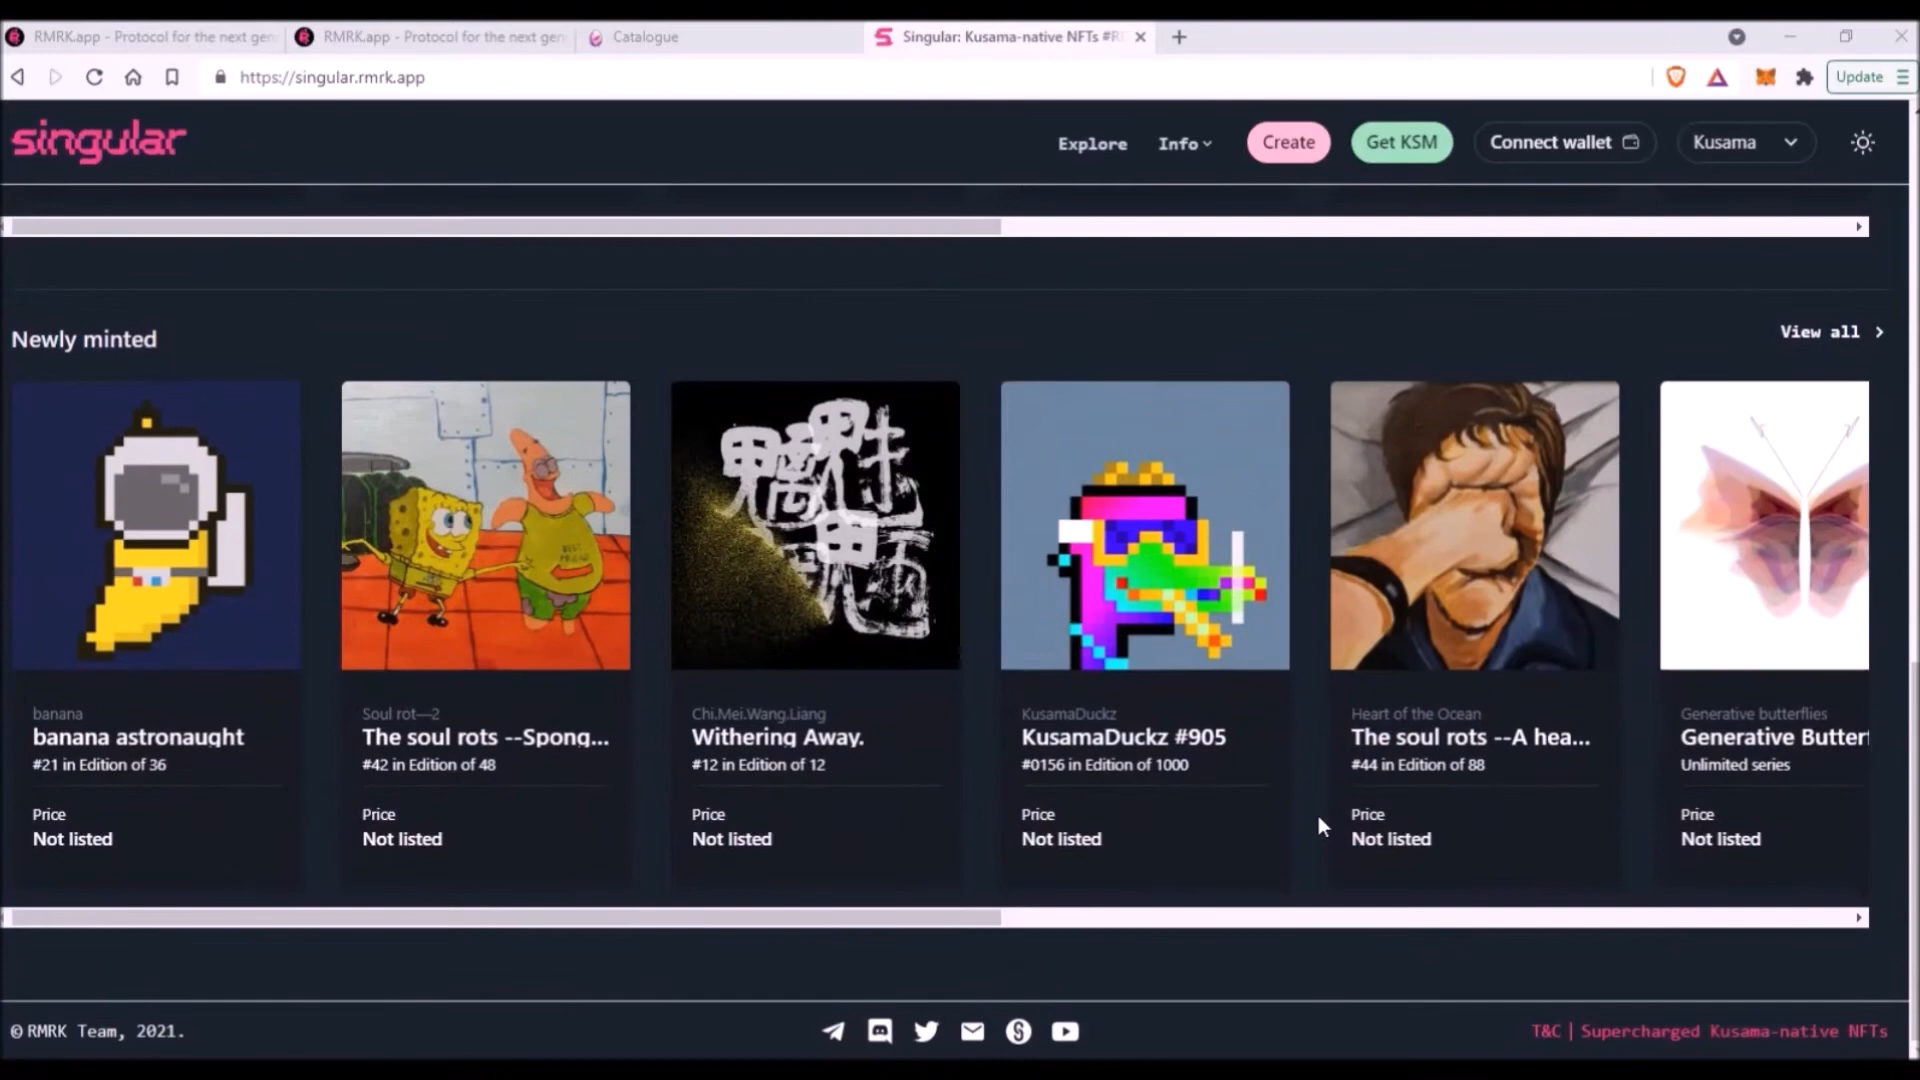 RMRK.app - Protocol for the next gen
RMRK.app - Protocol for the next gen
Catalogue
Singular: Kusama-native NFTs #R
https://singular.rmrk.app
Update
singular
Explore
Info
Create
Get KSM
Connect wallet
Kusama
Newly minted
View all
BEST FRIEND
banana
banana astronaught
#21 in Edition of 36
Price
Not listed
Soul rot—2
The soul rots --Spong...
#42 in Edition of 48
Price
Not listed
Chi.Mei.Wang.Liang
Withering Away.
#12 in Edition of 12
Price
Not listed
KusamaDuckz
KusamaDuckz #905
#0156 in Edition of 1000
Price
Not listed
Heart of the Ocean
The soul rots --A hea...
#44 in Edition of 88
Price
Not listed
Generative butterflies
Generative Butterf
Unlimited series
Price
Not listed
© RMRK Team, 2021.
T&C | Supercharged Kusama-native NFTs